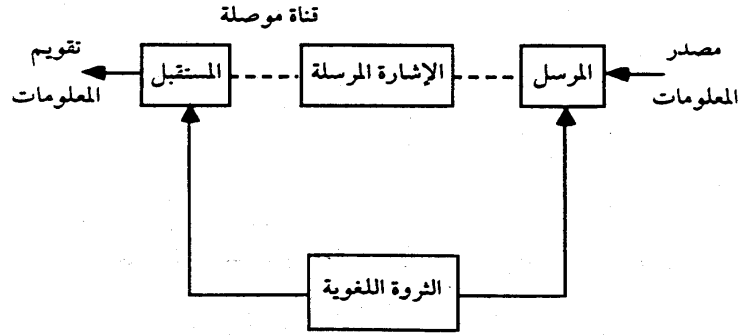 قناة موصلة
مصدر
المعلومات
المرسل
الإشارة المرسلة
المستقبل
تقويم
المعلومات
الثروة اللغوية